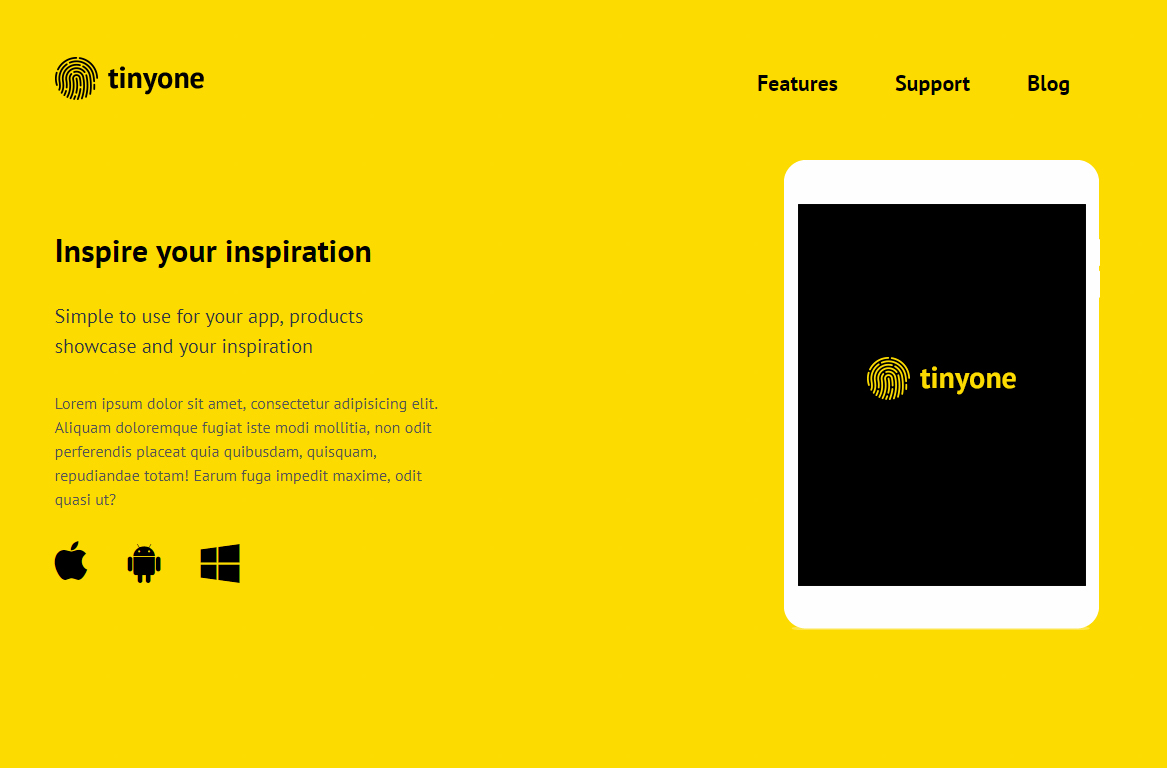 tinyone
Features Support Blog
Inspire your inspiration
Simple to use for your app, products
showcase and your inspiration
Lorem ipsum dolor sit amet, consectetur adipisicing elit.
Aliquam doloremque fugiat iste modi mollitia, non odit
perferendis placeat quia quibusdam, quisquam,
repudiandae totam! Earum fuga impedit maxime, odit
quasi ut?
tinyone